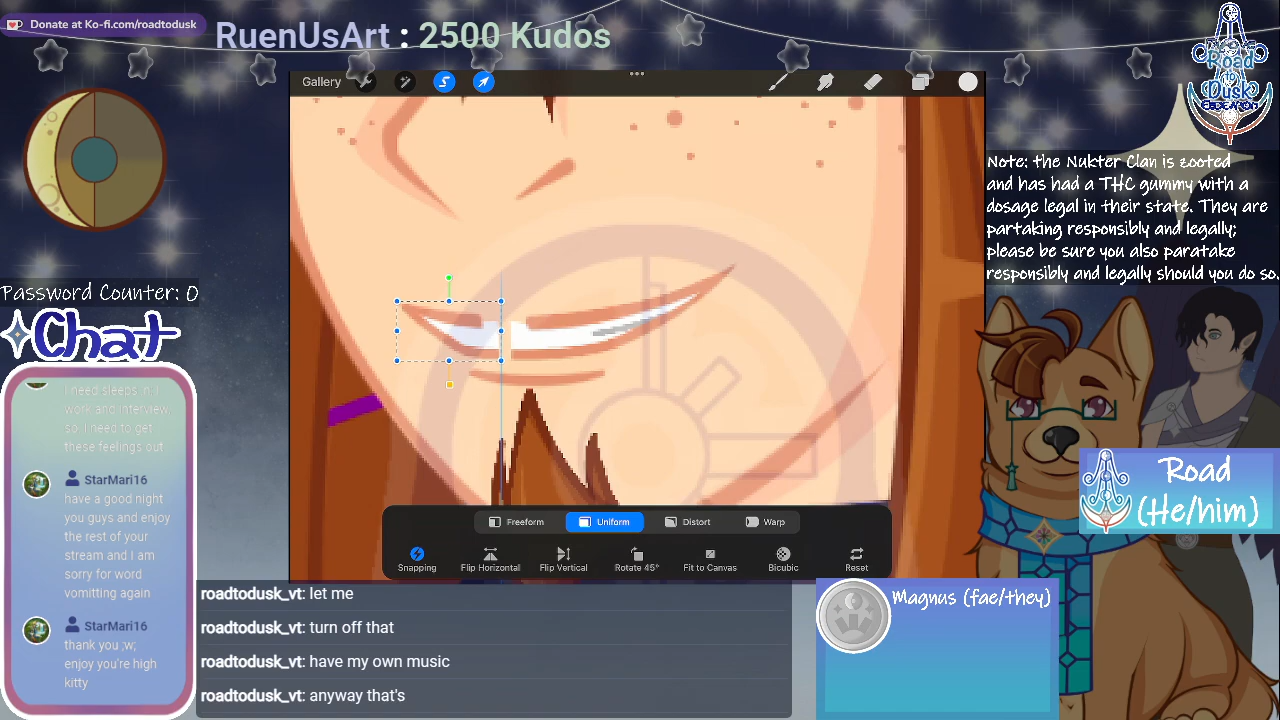 Donate at Ko-fi.com/roadtodusk
RuenUsArt : 2500 Kudos
Road
to
Dusk
Gallery
Note: the Nukter Clan is zooted
and has had a THC gummy with a
dosage legal in their state. They are
partaking responsibly and legally;
please be sure you also paratake
responsibly and legally should you do so.
Password Counter: 0
Chat
I need sleeps n.i
work and interview
so. I need to get
these feelings out
StarMari16
have a good night
you guys and enjoy
the rest of your
stream and I am
sorry for word
vomitting again
StarMari16
thank you ;w;
enjoy you're high
kitty
Freeform
Uniform
Distort
Warp
Snapping
Flip Horizontal
Flip Vertical
Rotate 45°
Fit to Canvas
Bicubic
Reset
Road
(He/him)
roadtodusk_vt: let me
roadtodusk_vt: turn off that
roadtodusk_vt: have my own music
roadtodusk_vt: anyway that's
Magnus (fae/they)